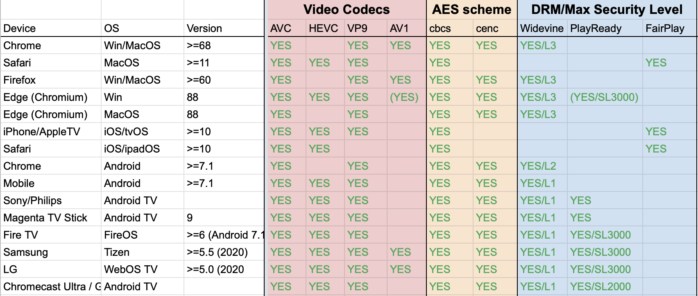 Video Codecs AES scheme DRM/Max Security Level
Device OS Version AVC HEVC VP9 AV1 cbcs cenc Widevine PlayReady FairPlay
Chrome Win/MacOS >=68 YES YES YES YES YES YES/L3
Safari MacOS >=11 YES YES YES YES YES
Firefox Win/MacOS >=60 YES YES YES YES YES YES/L3
Edge (Chromium) Win 88 YES YES YES (YES) YES YES YES/L3 (YES/SL3000)
Edge (Chromium) MacOS 88 YES YES YES YES YES/L3
iPhone/AppleTV iOS/tvOS >=10 YES YES YES YES YES
Safari iOS/ipadOS >=10 YES YES YES YES
Chrome Android >=7.1 YES YES YES YES YES/L2
Mobile Android >=7.1 YES YES YES YES YES YES/L1
Sony/Philips Android TV YES YES YES YES YES YES/L1 YES
Magenta TV Stick Android TV 9 YES YES YES YES YES YES/L1 YES
Fire TV FireOS >=6 (Android 7.1 YES YES YES YES YES YES/L1 YES/SL3000
Samsung Tizen >=5.5 (2020) YES YES YES YES YES YES YES/L1 YES/SL3000
LG WebOS TV >=5.0 (2020 YES YES YES YES YES YES YES/L1 YES/SL3000
Chromecast Ultra / G Android TV YES YES YES YES YES YES/L1 YES/SL2000